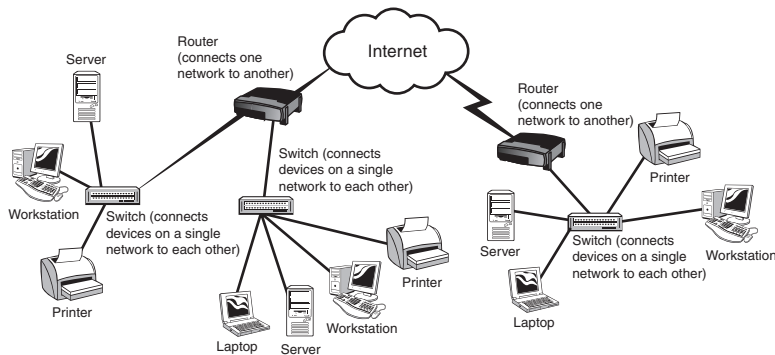 Internet
Router
(connects one
network to another)
Server
Router
(connects one
network to another)
Switch (connects
devices on a single
network to each other)
Printer
Workstation
Switch (connects
devices on a single
network to each other)
Server
Switch (connects
devices on a single
network to each other)
Workstation
Printer
Printer
Laptop
Server
Workstation
Laptop